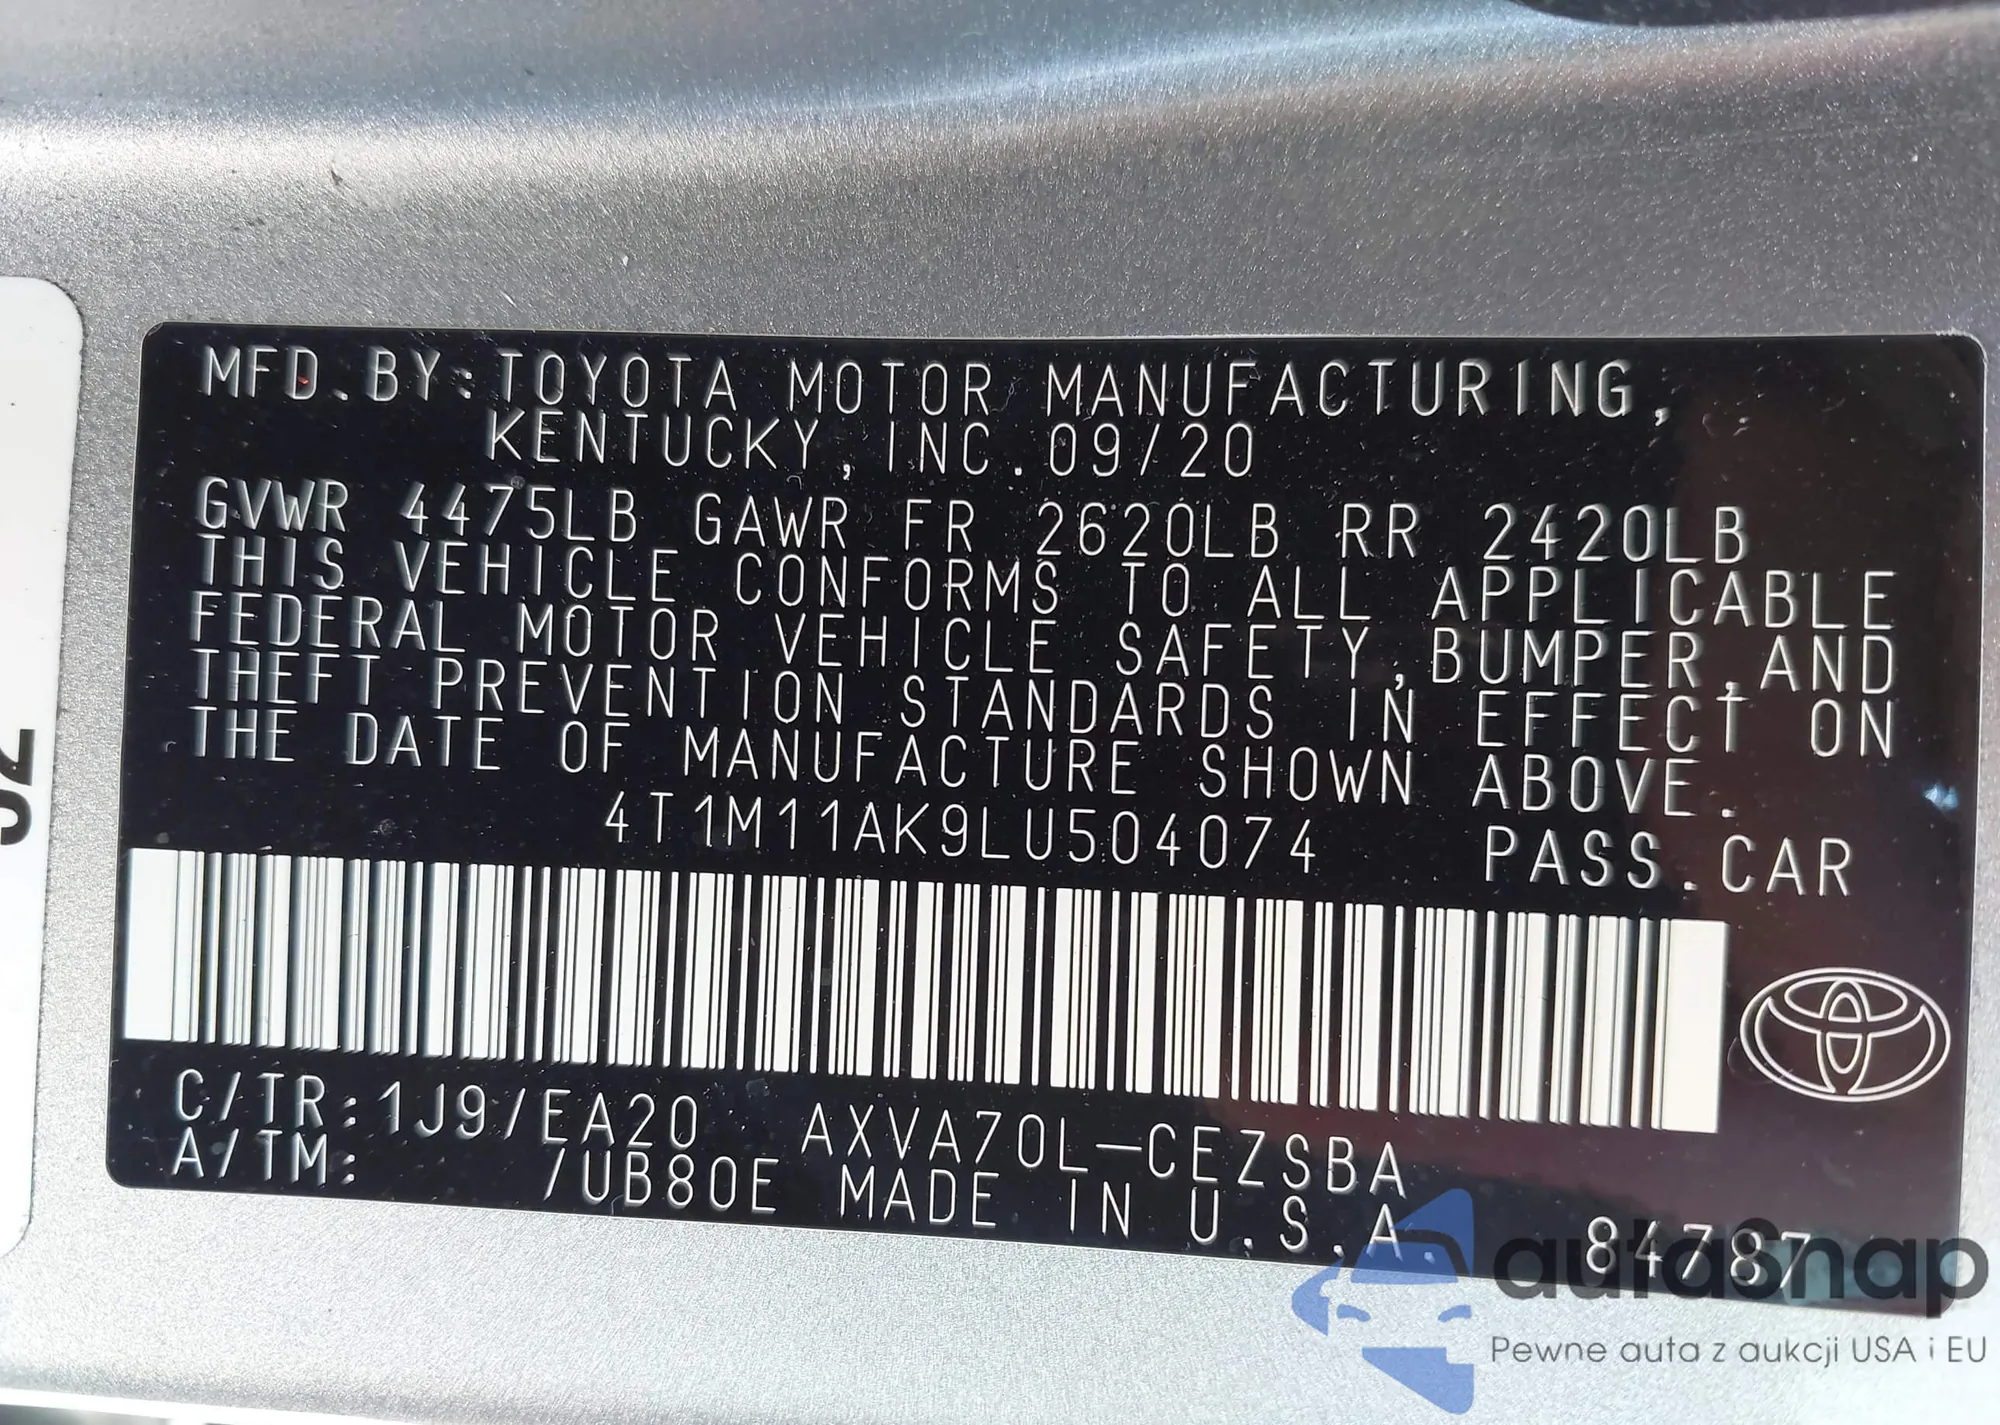 MFD.BY:TOYOTA MOTOR MANUFACTURING,
KENTUCKY, INC. 09/20
GVWR 4475LB GAWR FR 2620LB RR 2420LB
THIS VEHICLE CONFORMS TO ALL APPLICABLE
FEDERAL MOTOR VEHICLE SAFETY,BUMPER,AND
THEFT PREVENTION STANDARDS IN EFFECT ON
THE DATE OF MANUFACTURE SHOWN ABOVE.
4T1M11AK9LU504074 PASS.CAR
C/TR:1J9/EA20 AXVA70L-CEZSBA
A/TM: /UB80E MADE IN U.S.A. 84787
autasnap
Pewne auta z aukcji USA i EU